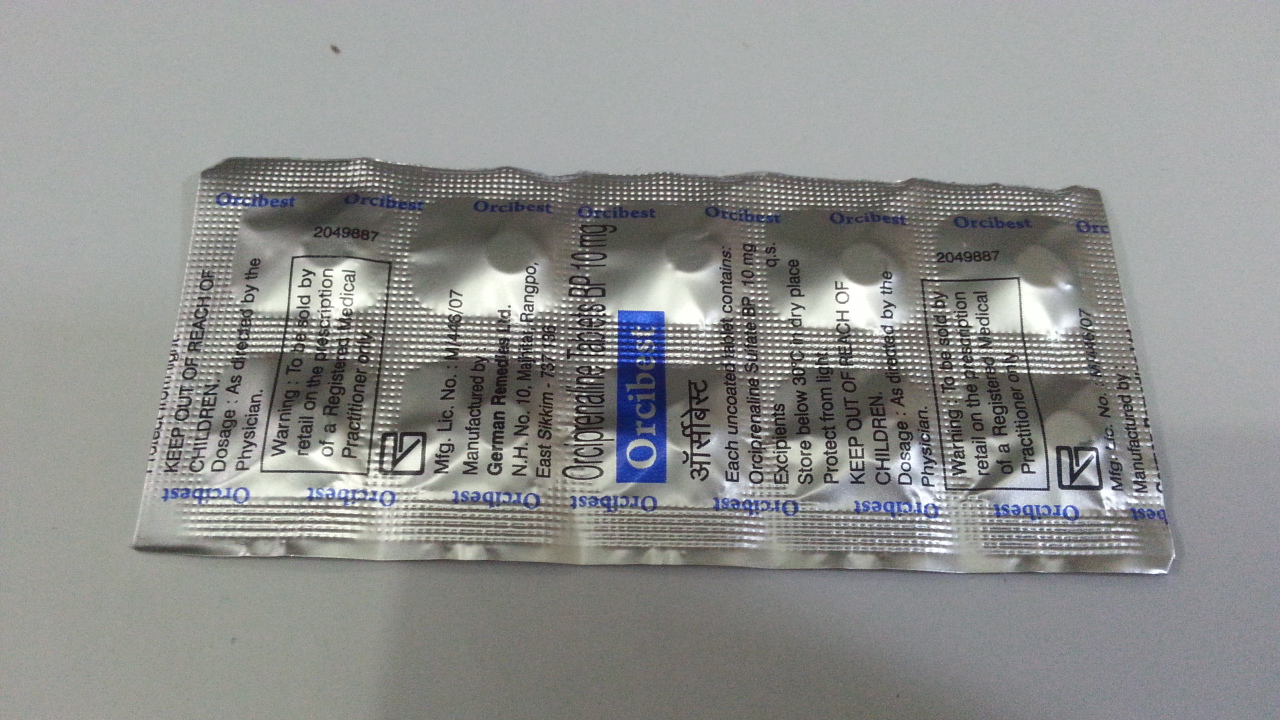 Orcibest Orcibest Orcibest Orcibest Orcibest Orcibest Orcibest Orc
KEEP OUT OF REACH OF
CHILDREN.
Dosage : As directed by the
Physician.
2049887
Warning : To be sold by
retail on the prescription
of a Registered Medical
Practitioner only.
Mfg. Lic. No. : M/446/07
Manufactured by :
German Remedies Ltd.
N.H. No. 10, Majhitar, Rangpo,
East Sikkim - 737 136
Orciprenaline Tablets BP 10 mg
Orcibest
ऑर्सीबेस्ट
Each uncoated tablet contains:
Orciprenaline Sulfate BP 10 mg
Excipients q.s.
Store below 30°C in dry place
Protect from light.
KEEP OUT OF REACH OF
CHILDREN.
Dosage : As directed by the
Physician.
2049887
Warning : To be sold by
retail on the prescription
of a Registered Medical
Practitioner only.
Mfg. Lic. No. : M/446/07
Manufactured by
Orcibest Orcibest Orcibest Orcibest Orcibest Orcibest Orcibest est